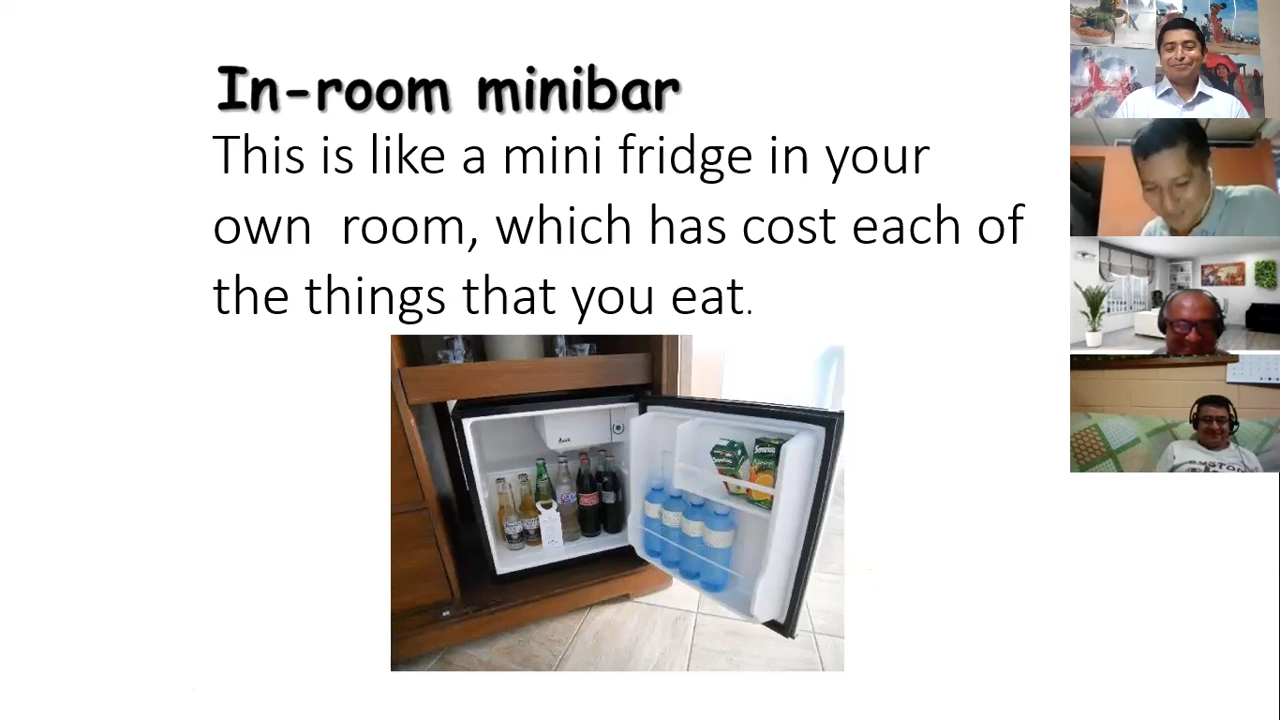 In-room minibar
This is like a mini fridge in your
own  room, which has cost each of
the things that you eat.